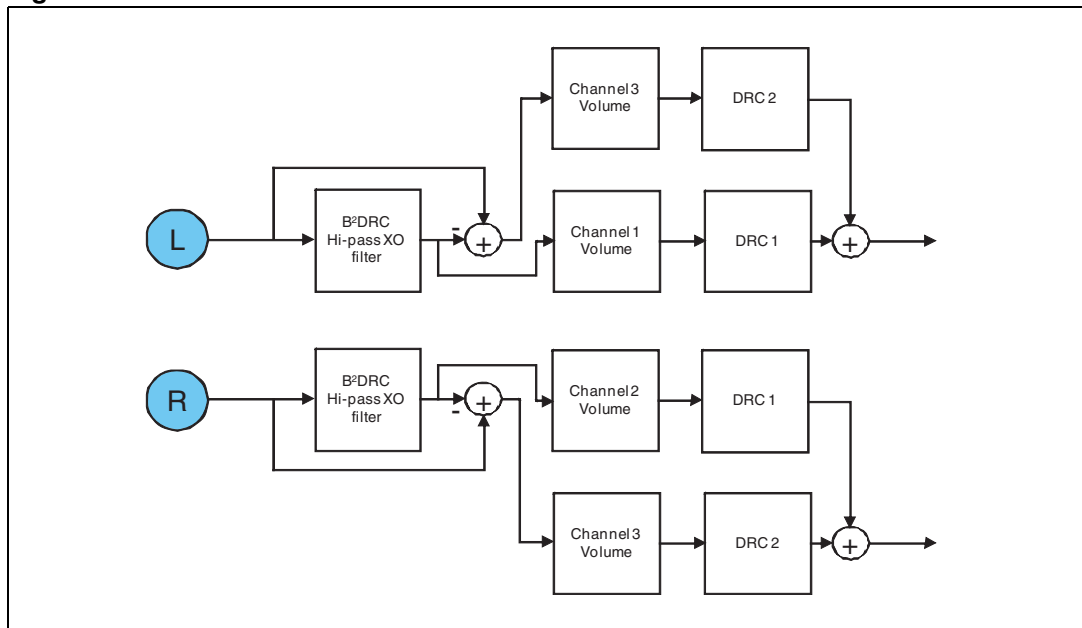 Channel 3
Volume
DRC 2
L
B²DRC
Hi-pass XO
filter
-
+
Channel 1
Volume
DRC 1
+
R
B²DRC
Hi-pass XO
filter
-
+
Channel 2
Volume
DRC 1
Channel 3
Volume
DRC 2
+